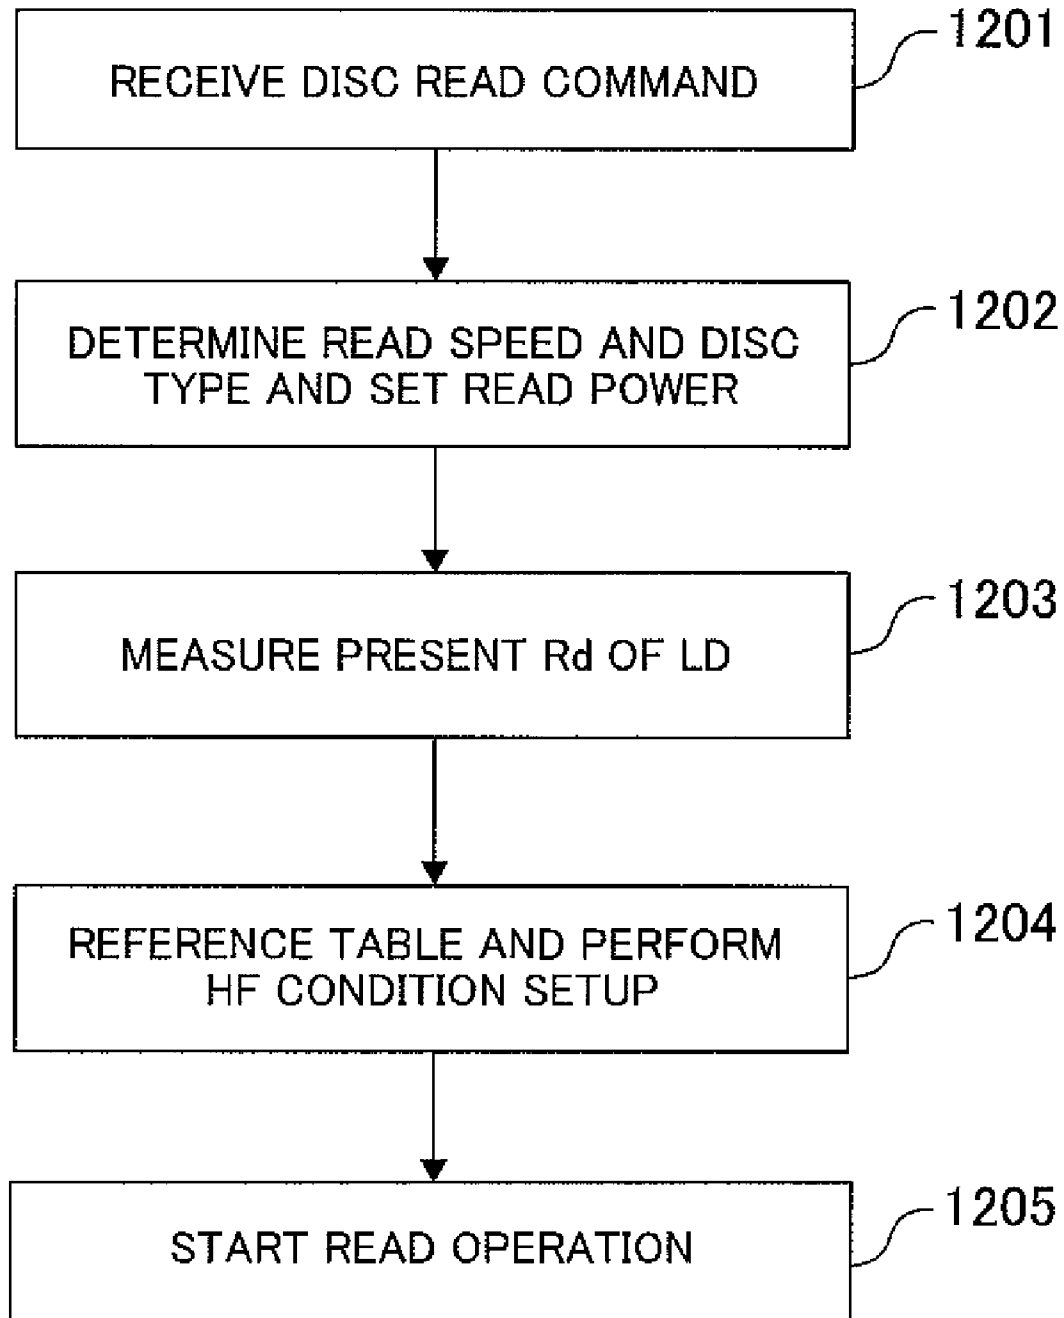 1201
RECEIVE DISC READ COMMAND
1202
DETERMINE READ SPEED AND DISC
TYPE AND SET READ POWER
1203
MEASURE PRESENT Rd OF LD
1204
REFERENCE TABLE AND PERFORM
HF CONDITION SETUP
1205
START READ OPERATION